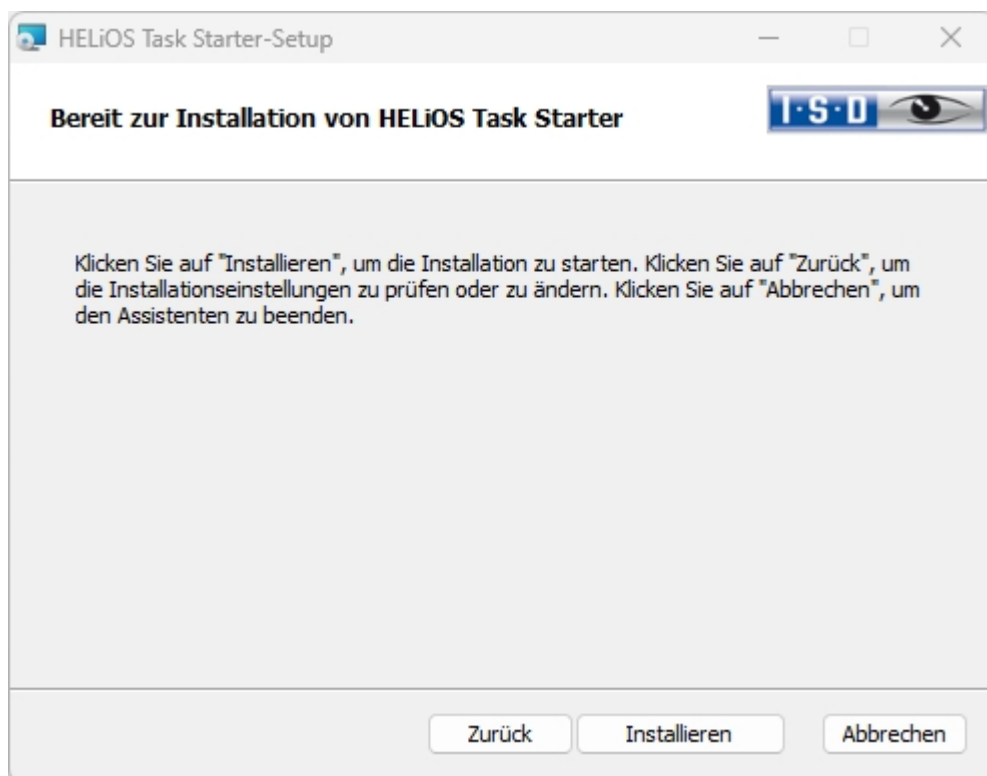 HELiOS Task Starter-Setup
Bereit zur Installation von HELiOS Task Starter
I·S·D
Klicken Sie auf "Installieren", um die Installation zu starten. Klicken Sie auf "Zurück", um
die Installationseinstellungen zu prüfen oder zu ändern. Klicken Sie auf "Abbrechen", um
den Assistenten zu beenden.
Zurück Installieren Abbrechen